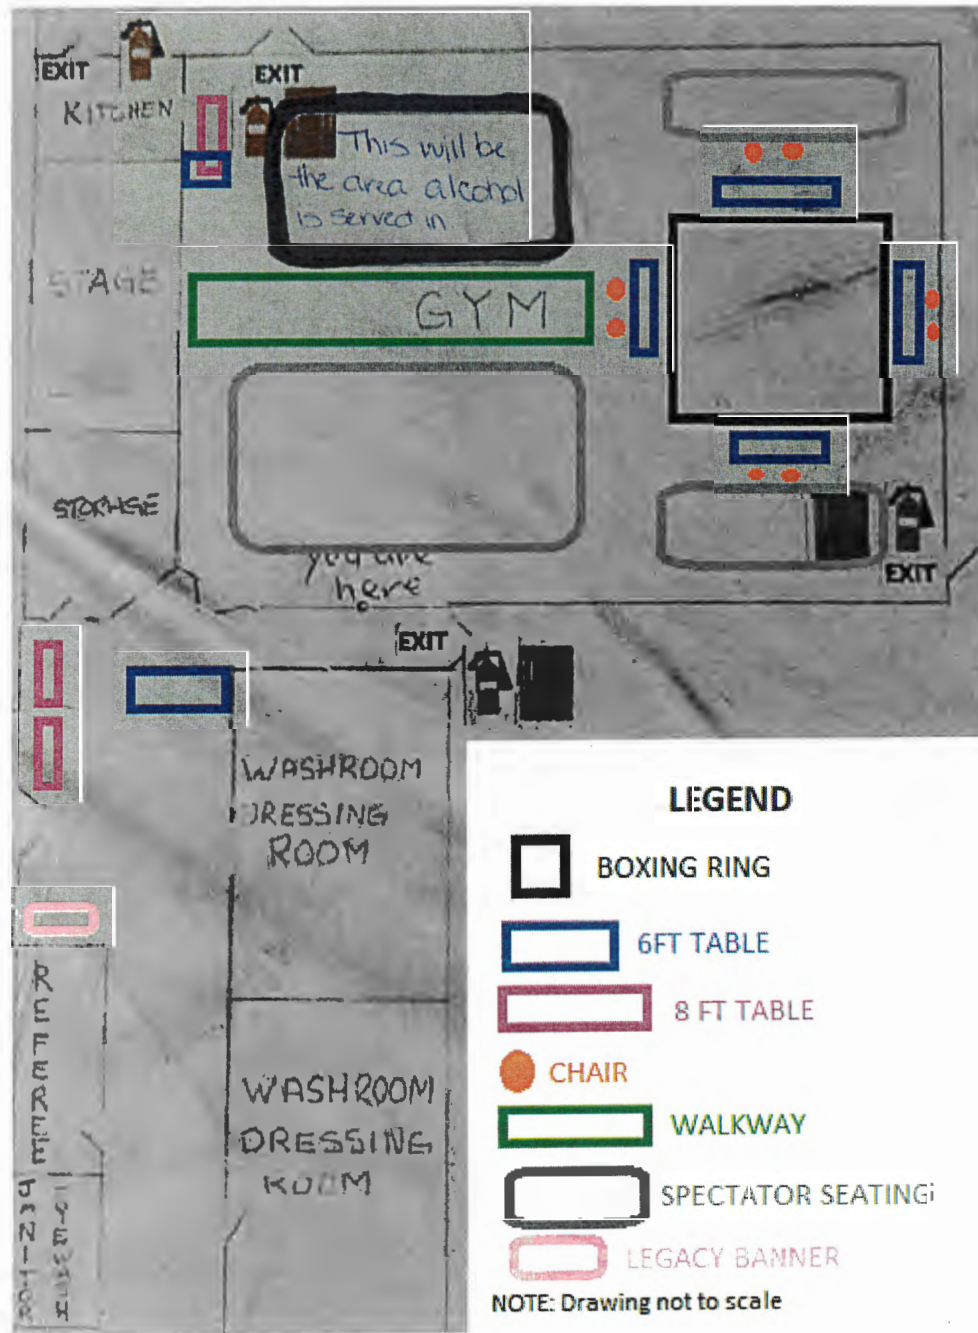 EXIT
EXIT
KITCHEN
This will be
the area alcohol
is served in
STAGE
GYM
STORAGE
you are
here
EXIT
EXIT
WASHROOM
DRESSING
ROOM
LEGEND
BOXING RING
6FT TABLE
8 FT TABLE
CHAIR
WALKWAY
SPECTATOR SEATING
LEGACY BANNER
NOTE: Drawing not to scale
REFEREE
WASHROOM
DRESSING
ROOM